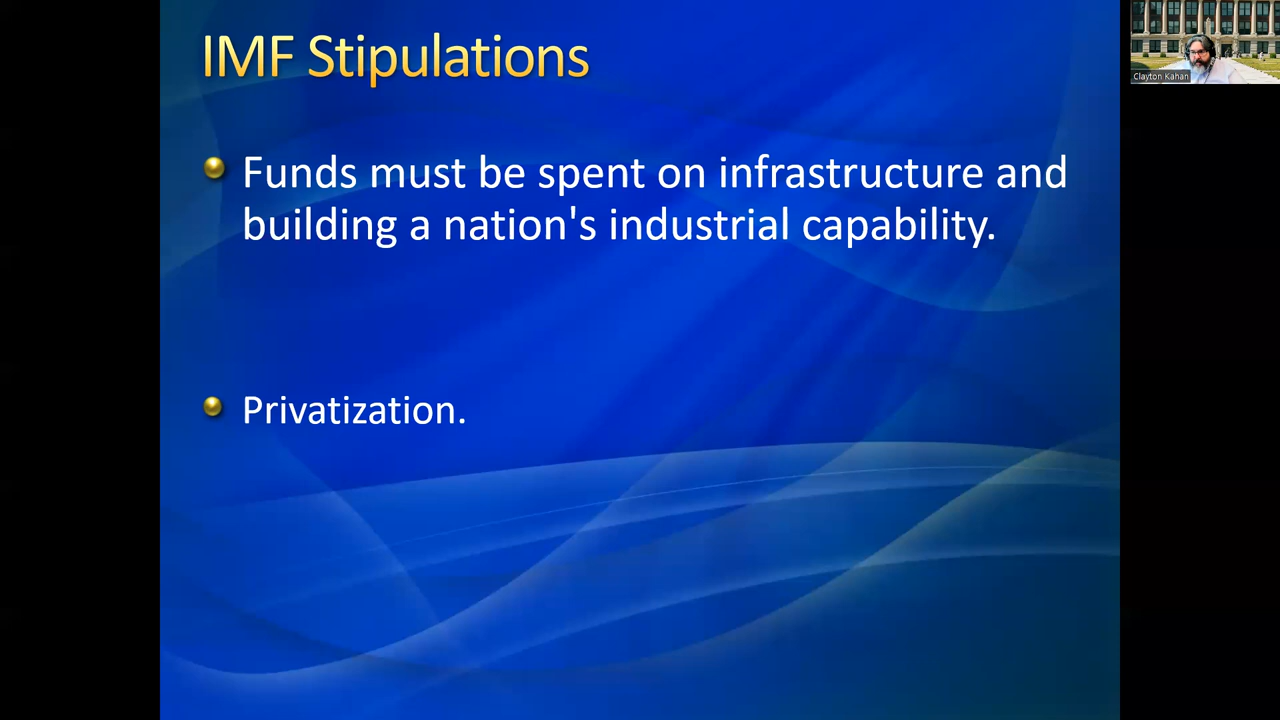 IMF Stipulations
Funds must be spent on infrastructure and
building a nation's industrial capability.
Privatization.
Clayton Kahan